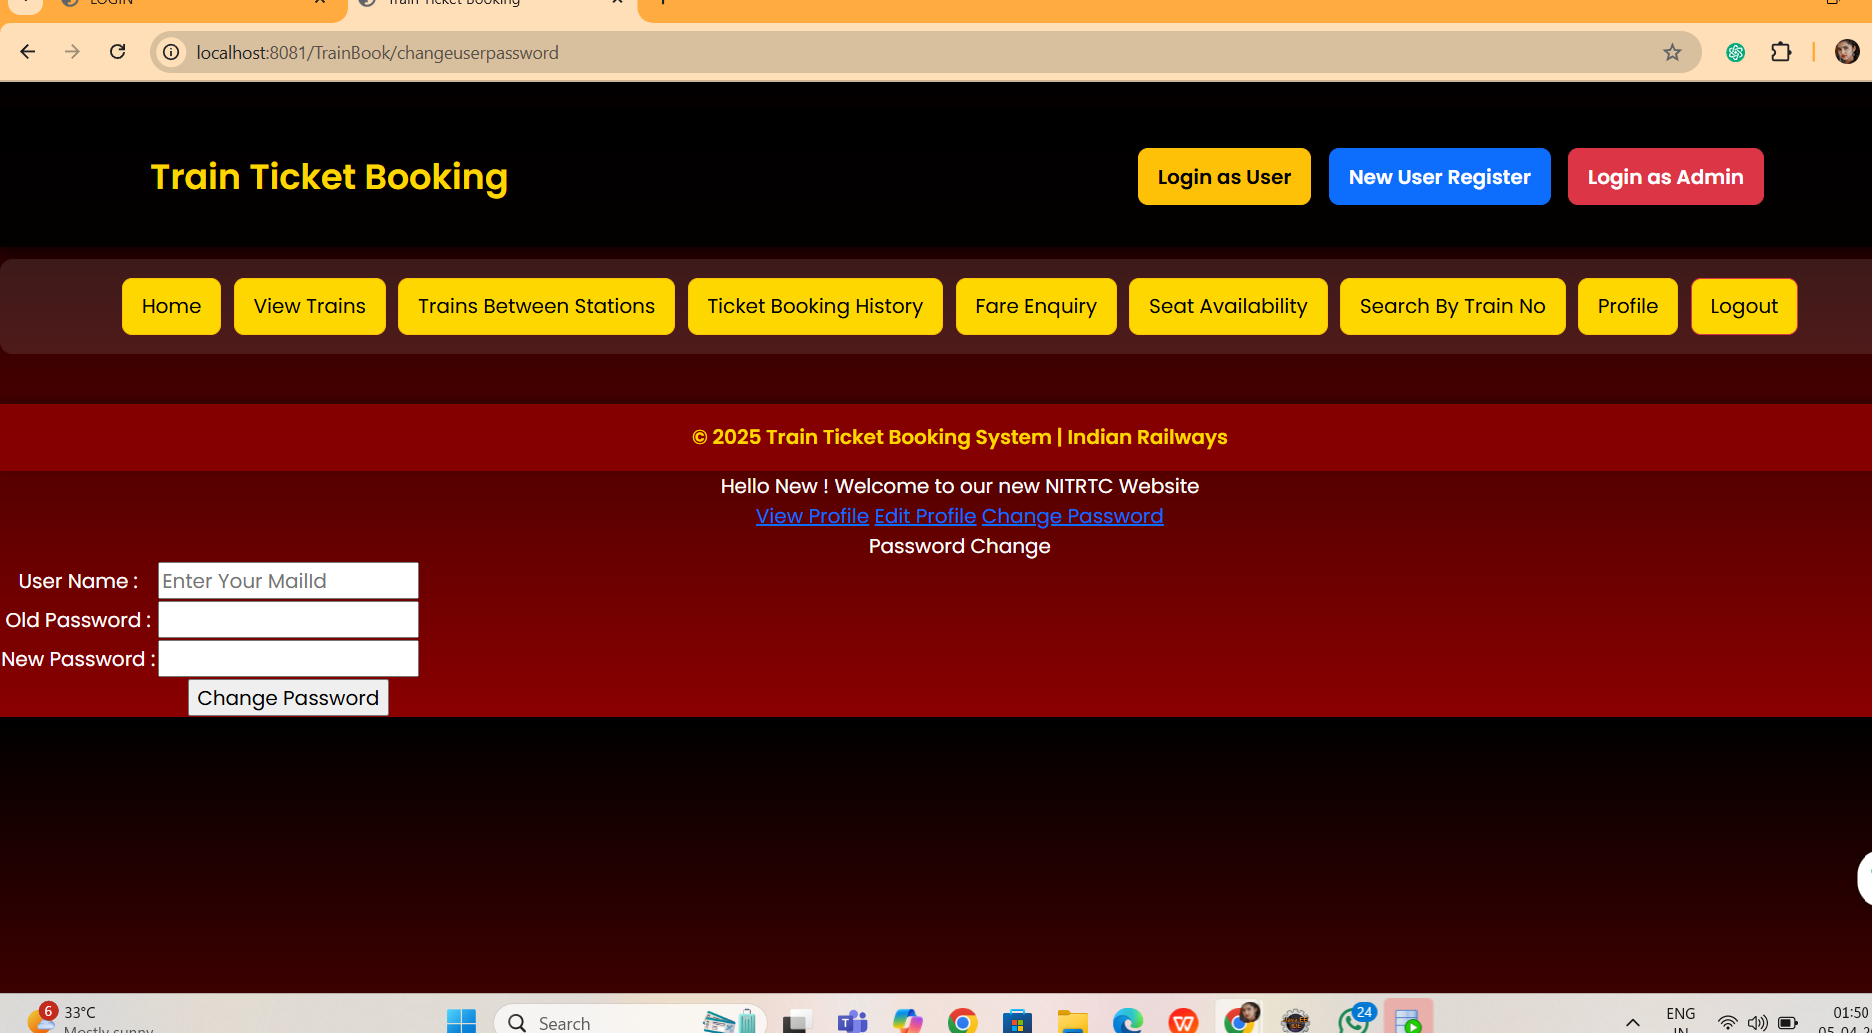 LOGIN
Train Ticket Booking
localhost:8081/TrainBook/changeuserpassword
Train Ticket Booking
Login as User
New User Register
Login as Admin
Home
View Trains
Trains Between Stations
Ticket Booking History
Fare Enquiry
Seat Availability
Search By Train No
Profile
Logout
© 2025 Train Ticket Booking System | Indian Railways
Hello New ! Welcome to our new NITRTC Website
View Profile Edit Profile Change Password
Password Change
User Name :
Enter Your MailId
Old Password :
New Password :
Change Password
6
33°C
Mostly sunny
Search
24
ENG
IN
01:50